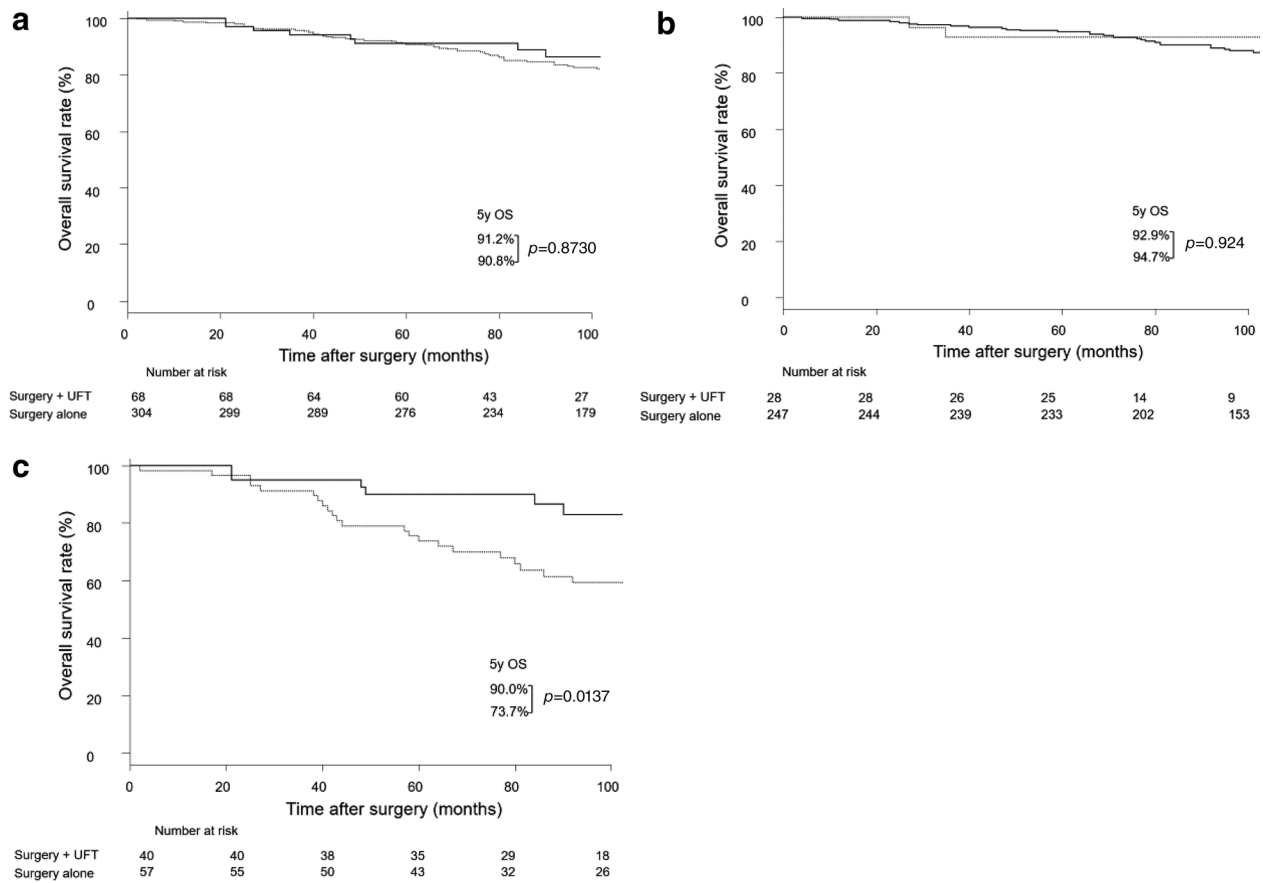 a
Overall survival rate (%)
100
80
60
40
20
0
5y OS
91.2%
90.8%
p=0.8730
0 20 40 60 80 100
Time after surgery (months)
Number at risk
Surgery + UFT 68 68 64 60 43 27
Surgery alone 304 299 289 276 234 179
b
Overall survival rate (%)
100
80
60
40
20
0
5y OS
92.9%
94.7%
p=0.924
0 20 40 60 80 100
Time after surgery (months)
Number at risk
Surgery + UFT 28 28 26 25 14 9
Surgery alone 247 244 239 233 202 153
c
Overall survival rate (%)
100
80
60
40
20
0
5y OS
90.0%
73.7%
p=0.0137
0 20 40 60 80 100
Time after surgery (months)
Number at risk
Surgery + UFT 40 40 38 35 29 18
Surgery alone 57 55 50 43 32 26